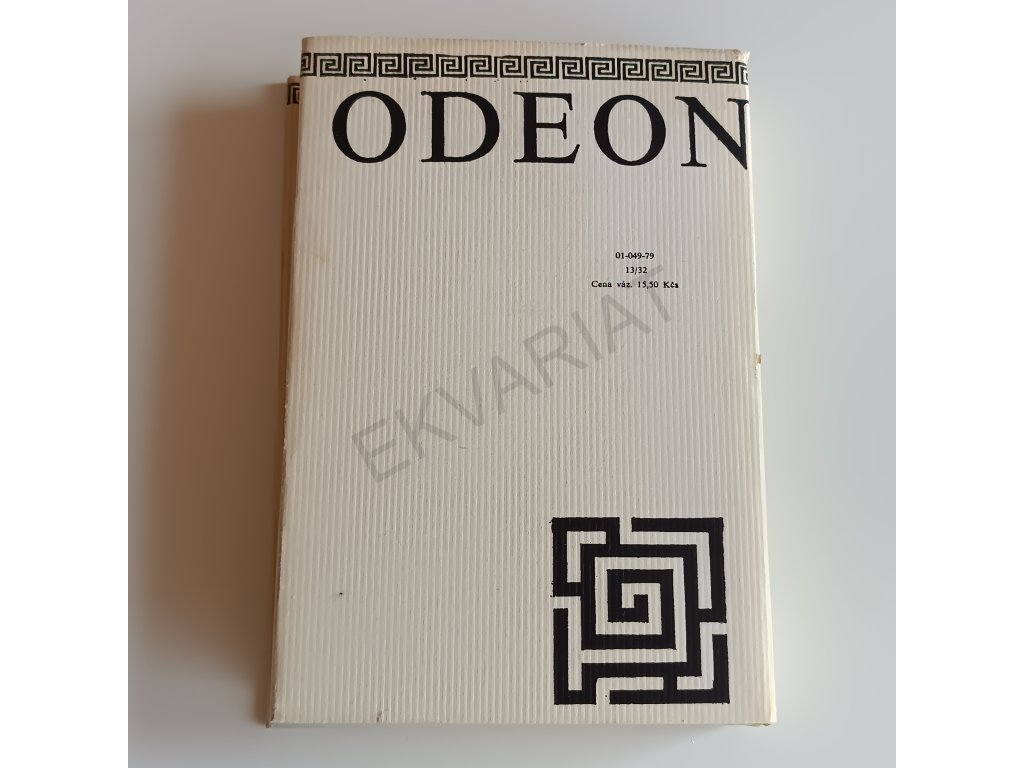 ODEON
01-049-79
13/32
Cena váz. 15,50 Kčs
EKVARIAT